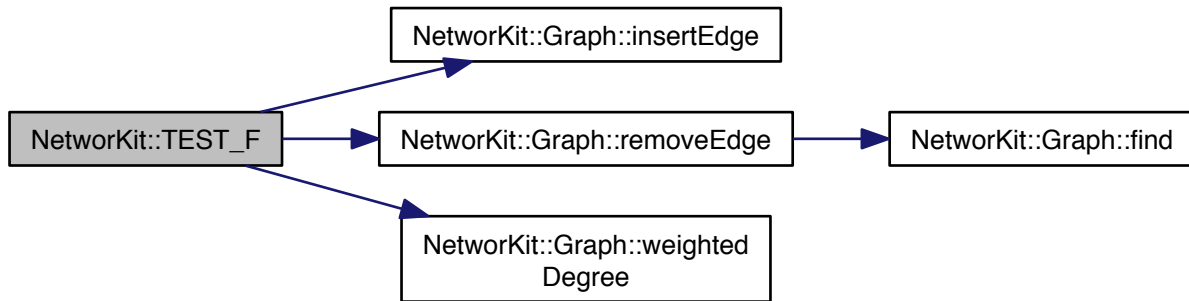 NetworKit::Graph::insertEdge
NetworKit::TEST_F
NetworKit::Graph::removeEdge
NetworKit::Graph::find
NetworKit::Graph::weighted
Degree